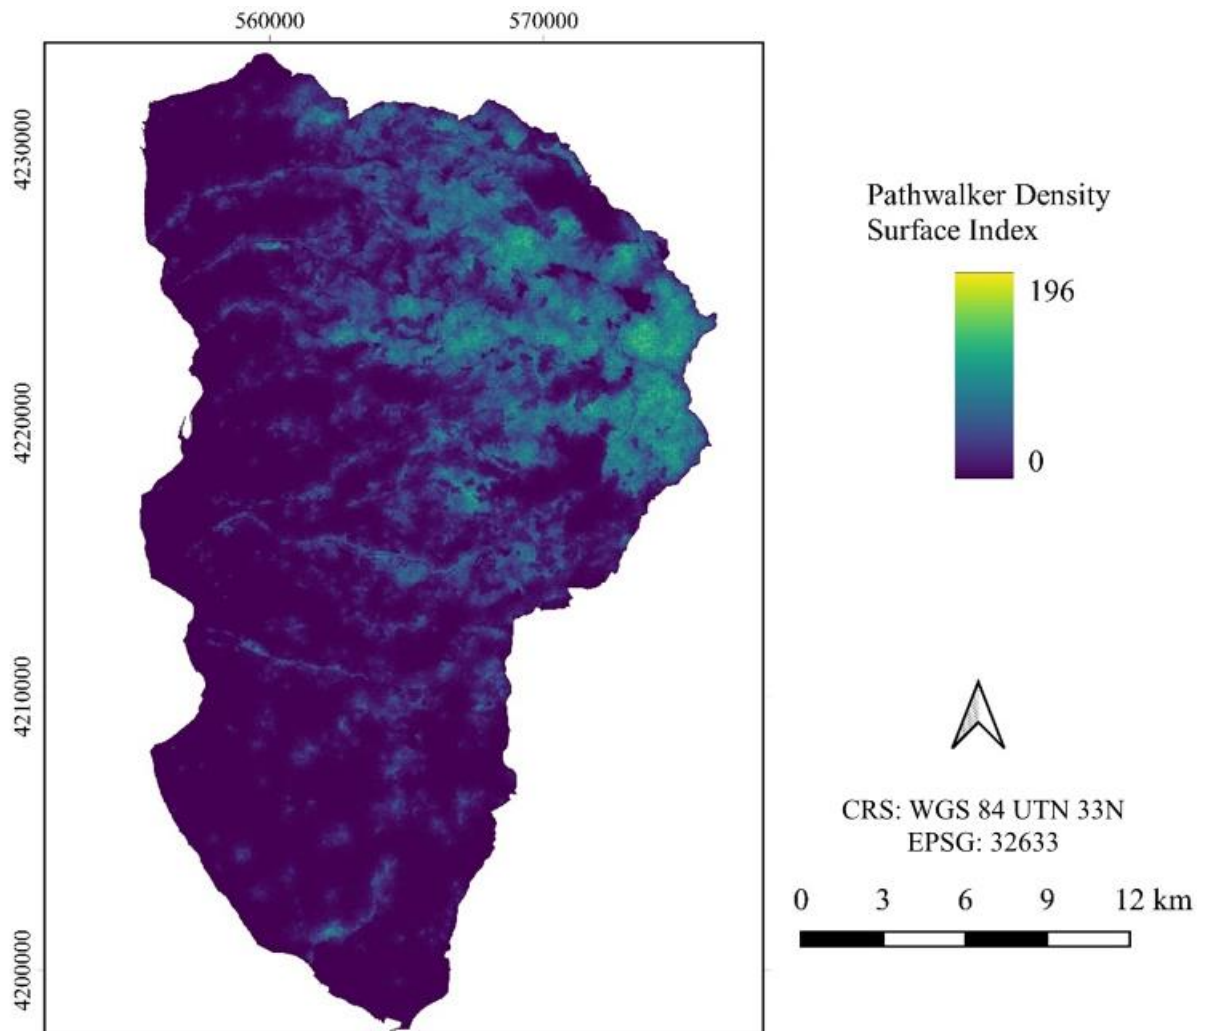 560000 570000
4230000
4220000
4210000
4200000
Pathwalker Density
Surface Index
196
0
CRS: WGS 84 UTN 33N
EPSG: 32633
0 3 6 9 12 km